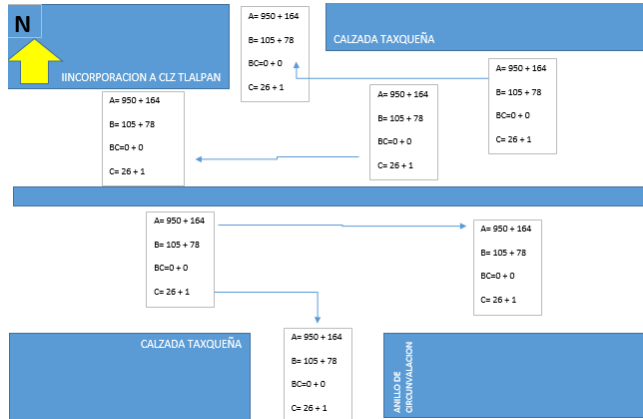 N
IINCORPORACION A CLZ TLALPAN
A= 950 + 164
B= 105 + 78
BC=0 + 0
C= 26 + 1
CALZADA TAXQUEÑA
A= 950 + 164
B= 105 + 78
BC=0 + 0
C= 26 + 1
A= 950 + 164
B= 105 + 78
BC=0 + 0
C= 26 + 1
A= 950 + 164
B= 105 + 78
BC=0 + 0
C= 26 + 1
A= 950 + 164
B= 105 + 78
BC=0 + 0
C= 26 + 1
A= 950 + 164
B= 105 + 78
BC=0 + 0
C= 26 + 1
CALZADA TAXQUEÑA
A= 950 + 164
B= 105 + 78
BC=0 + 0
C= 26 + 1
ANILLO DE
CIRCUNVALACION